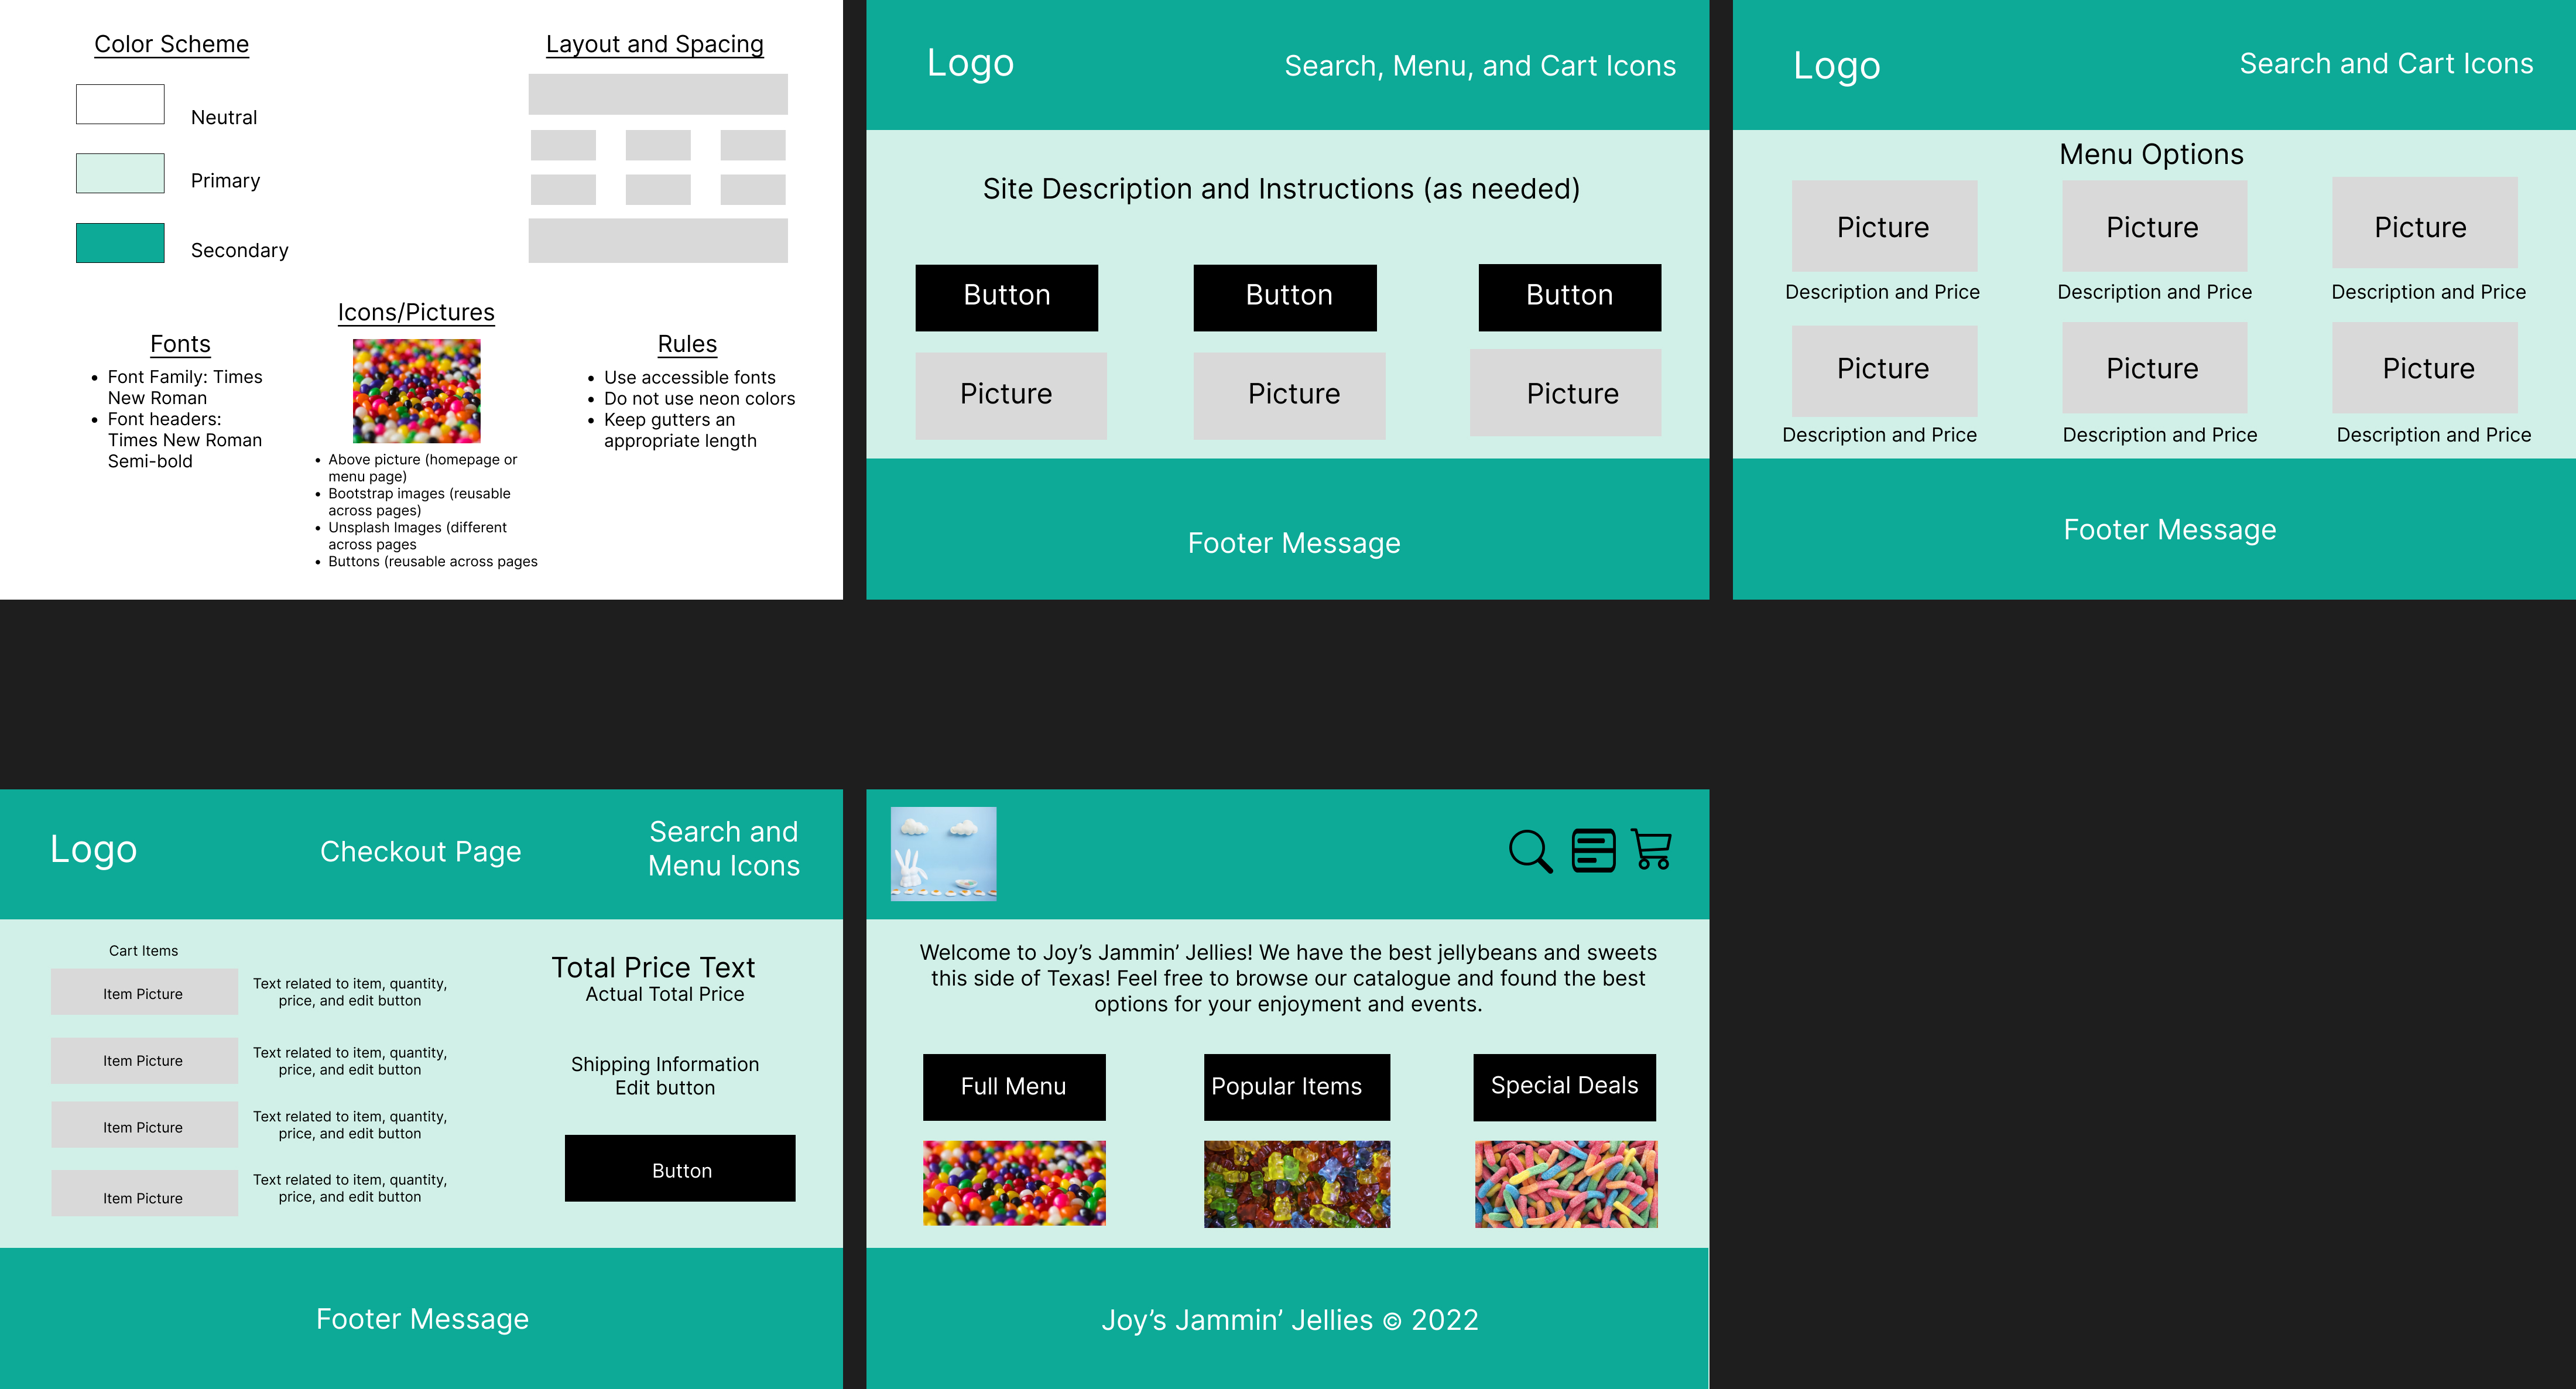 Color Scheme
Neutral
Primary
Secondary
Layout and Spacing
Fonts
Font Family: Times
New Roman
Font headers:
Times New Roman
Semi-bold
Icons/Pictures
Above picture (homepage or
menu page)
Bootstrap images (reusable
across pages)
Unsplash Images (different
across pages
Buttons (reusable across pages
Rules
Use accessible fonts
Do not use neon colors
Keep gutters an
appropriate length
Logo
Search, Menu, and Cart Icons
Site Description and Instructions (as needed)
Button
Button
Button
Picture
Picture
Picture
Footer Message
Logo
Search and Cart Icons
Menu Options
Picture
Picture
Picture
Description and Price
Description and Price
Description and Price
Picture
Picture
Picture
Description and Price
Description and Price
Description and Price
Footer Message
Logo
Checkout Page
Search and
Menu Icons
Cart Items
Item Picture
Text related to item, quantity,
price, and edit button
Item Picture
Text related to item, quantity,
price, and edit button
Item Picture
Text related to item, quantity,
price, and edit button
Item Picture
Text related to item, quantity,
price, and edit button
Total Price Text
Actual Total Price
Shipping Information
Edit button
Button
Footer Message
Welcome to Joy’s Jammin’ Jellies! We have the best jellybeans and sweets
this side of Texas! Feel free to browse our catalogue and found the best
options for your enjoyment and events.
Full Menu
Popular Items
Special Deals
Joy’s Jammin’ Jellies © 2022